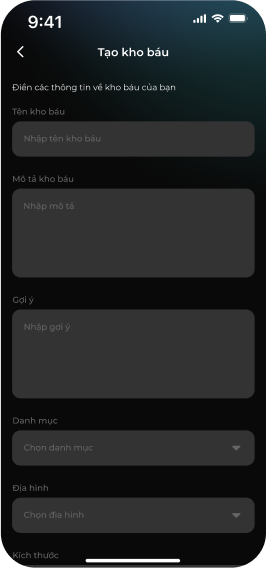 9:41
Tạo kho báu
Điền các thông tin về kho báu của bạn
Tên kho báu
Nhập tên kho báu
Mô tả kho báu
Nhập mô tả
Gợi ý
Nhập gợi ý
Danh mục
Chọn danh mục
Địa hình
Chọn địa hình
Kích thước